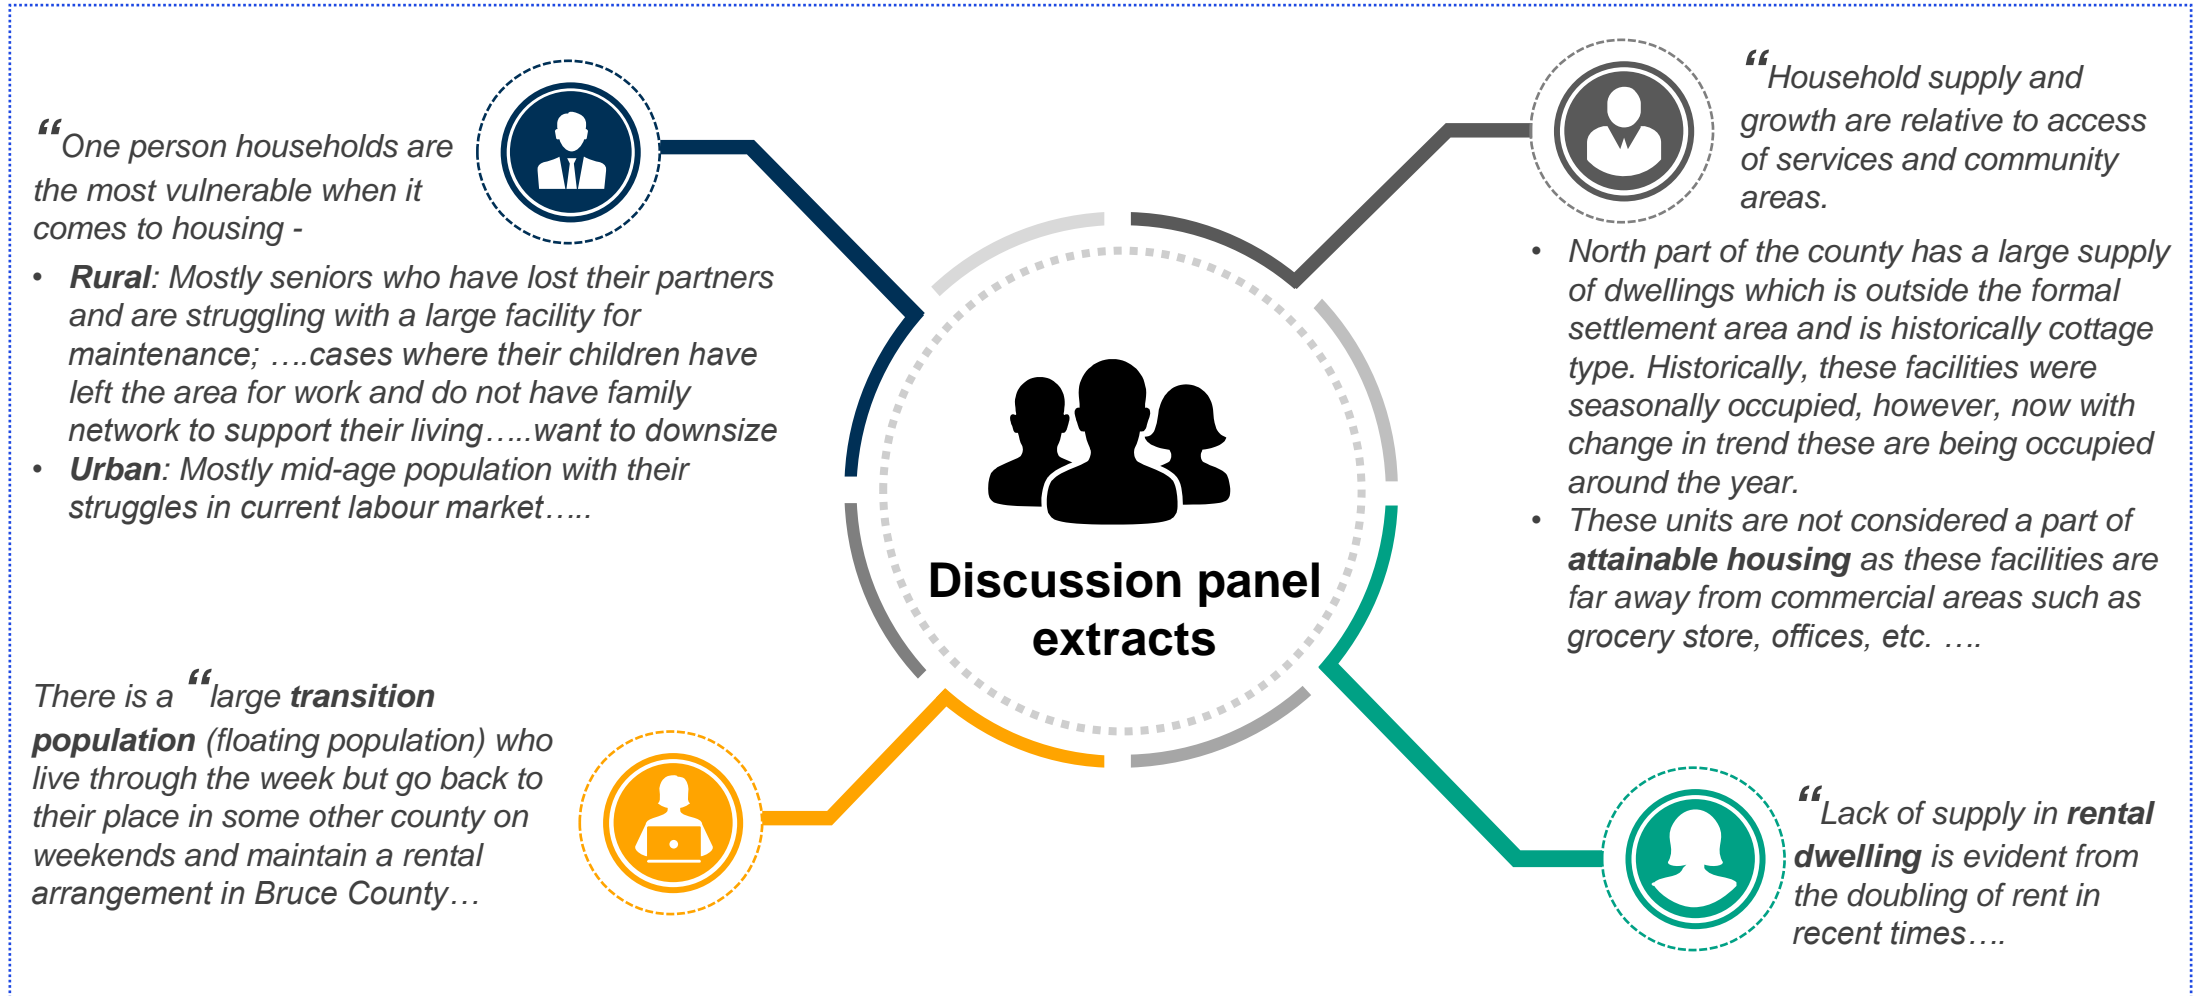 “One person households are
the most vulnerable when it
comes to housing -
• Rural: Mostly seniors who have lost their partners
and are struggling with a large facility for
maintenance; ….cases where their children have
left the area for work and do not have family
network to support their living…..want to downsize
• Urban: Mostly mid-age population with their
struggles in current labour market…..
There is a “large transition
population (floating population) who
live through the week but go back to
their place in some other county on
weekends and maintain a rental
arrangement in Bruce County…
Discussion panel
extracts
“Household supply and
growth are relative to access
of services and community
areas.
• North part of the county has a large supply
of dwellings which is outside the formal
settlement area and is historically cottage
type. Historically, these facilities were
seasonally occupied, however, now with
change in trend these are being occupied
around the year.
• These units are not considered a part of
attainable housing as these facilities are
far away from commercial areas such as
grocery store, offices, etc. ….
“Lack of supply in rental
dwelling is evident from
the doubling of rent in
recent times….